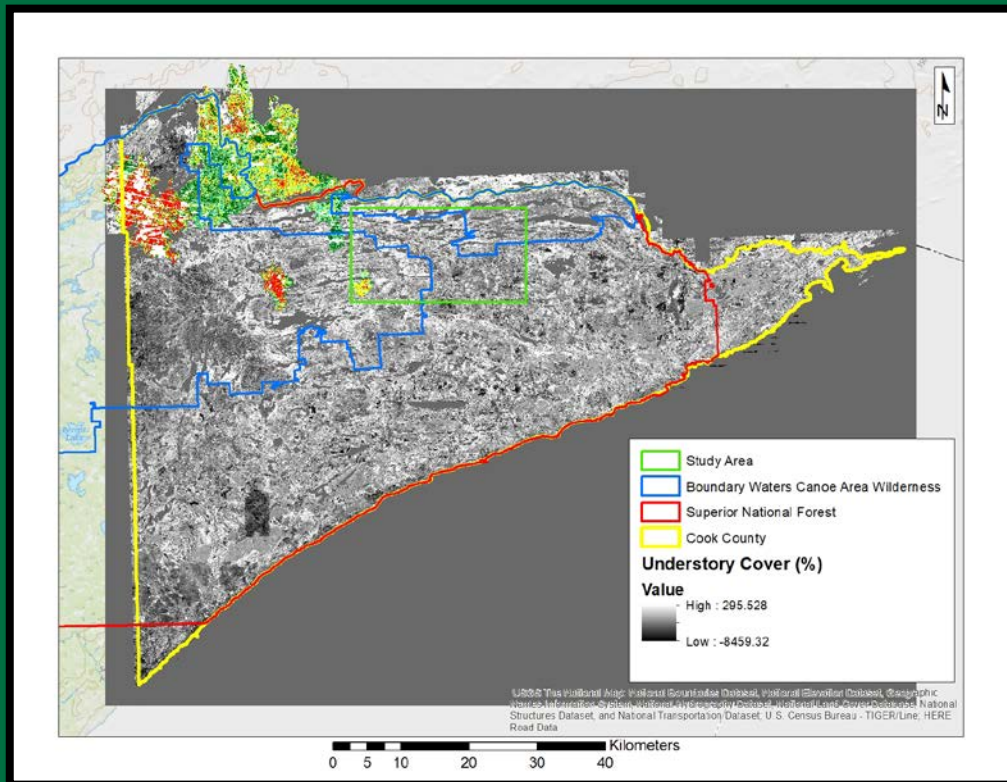 N
Study Area
Boundary Waters Canoe Area Wilderness
Superior National Forest
Cook County
Understory Cover (%)
Value
High : 295.528
Low : -8459.32
USGS The National Map: National Boundaries Dataset, National Elevation Dataset, Geographic
Names Information System, National Hydrography Dataset, National Land Cover Database, National
Structures Dataset, and National Transportation Dataset; U.S. Census Bureau - TIGER/Line; HERE
Road Data
Kilometers
0 5 10 20 30 40